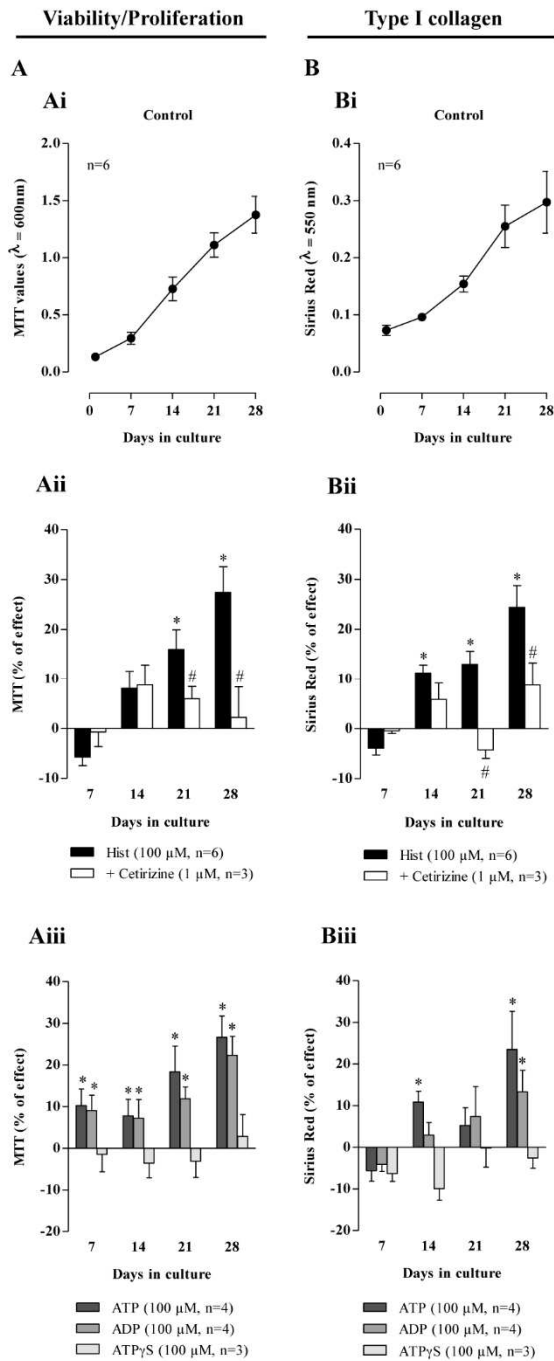 Viability/Proliferation
Type I collagen
A
B
Ai
Bi
Control
Control
n=6
n=6
MTT values (λ = 600nm)
2.0
1.5
1.0
0.5
0.0
0 7 14 21 28
Days in culture
Sirius Red (λ = 550 nm)
0.4
0.3
0.2
0.1
0.0
0 7 14 21 28
Days in culture
Aii
MTT (% of effect)
40
30
20
10
0
-10
* *
# #
7 14 21 28
Days in culture
Hist (100 µM, n=6)
+ Cetirizine (1 µM, n=3)
Bii
Sirius Red (% of effect)
40
30
20
10
0
-10
* * *
# #
7 14 21 28
Days in culture
Hist (100 µM, n=6)
+ Cetirizine (1 µM, n=3)
Aiii
MTT (% of effect)
40
30
20
10
0
-10
-20
* * * * * * * *
7 14 21 28
Days in culture
ATP (100 µM, n=4)
ADP (100 µM, n=4)
ATPγS (100 µM, n=3)
Biii
Sirius Red (% of effect)
40
30
20
10
0
-10
-20
* * *
7 14 21 28
Days in culture
ATP (100 µM, n=4)
ADP (100 µM, n=4)
ATPγS (100 µM, n=3)